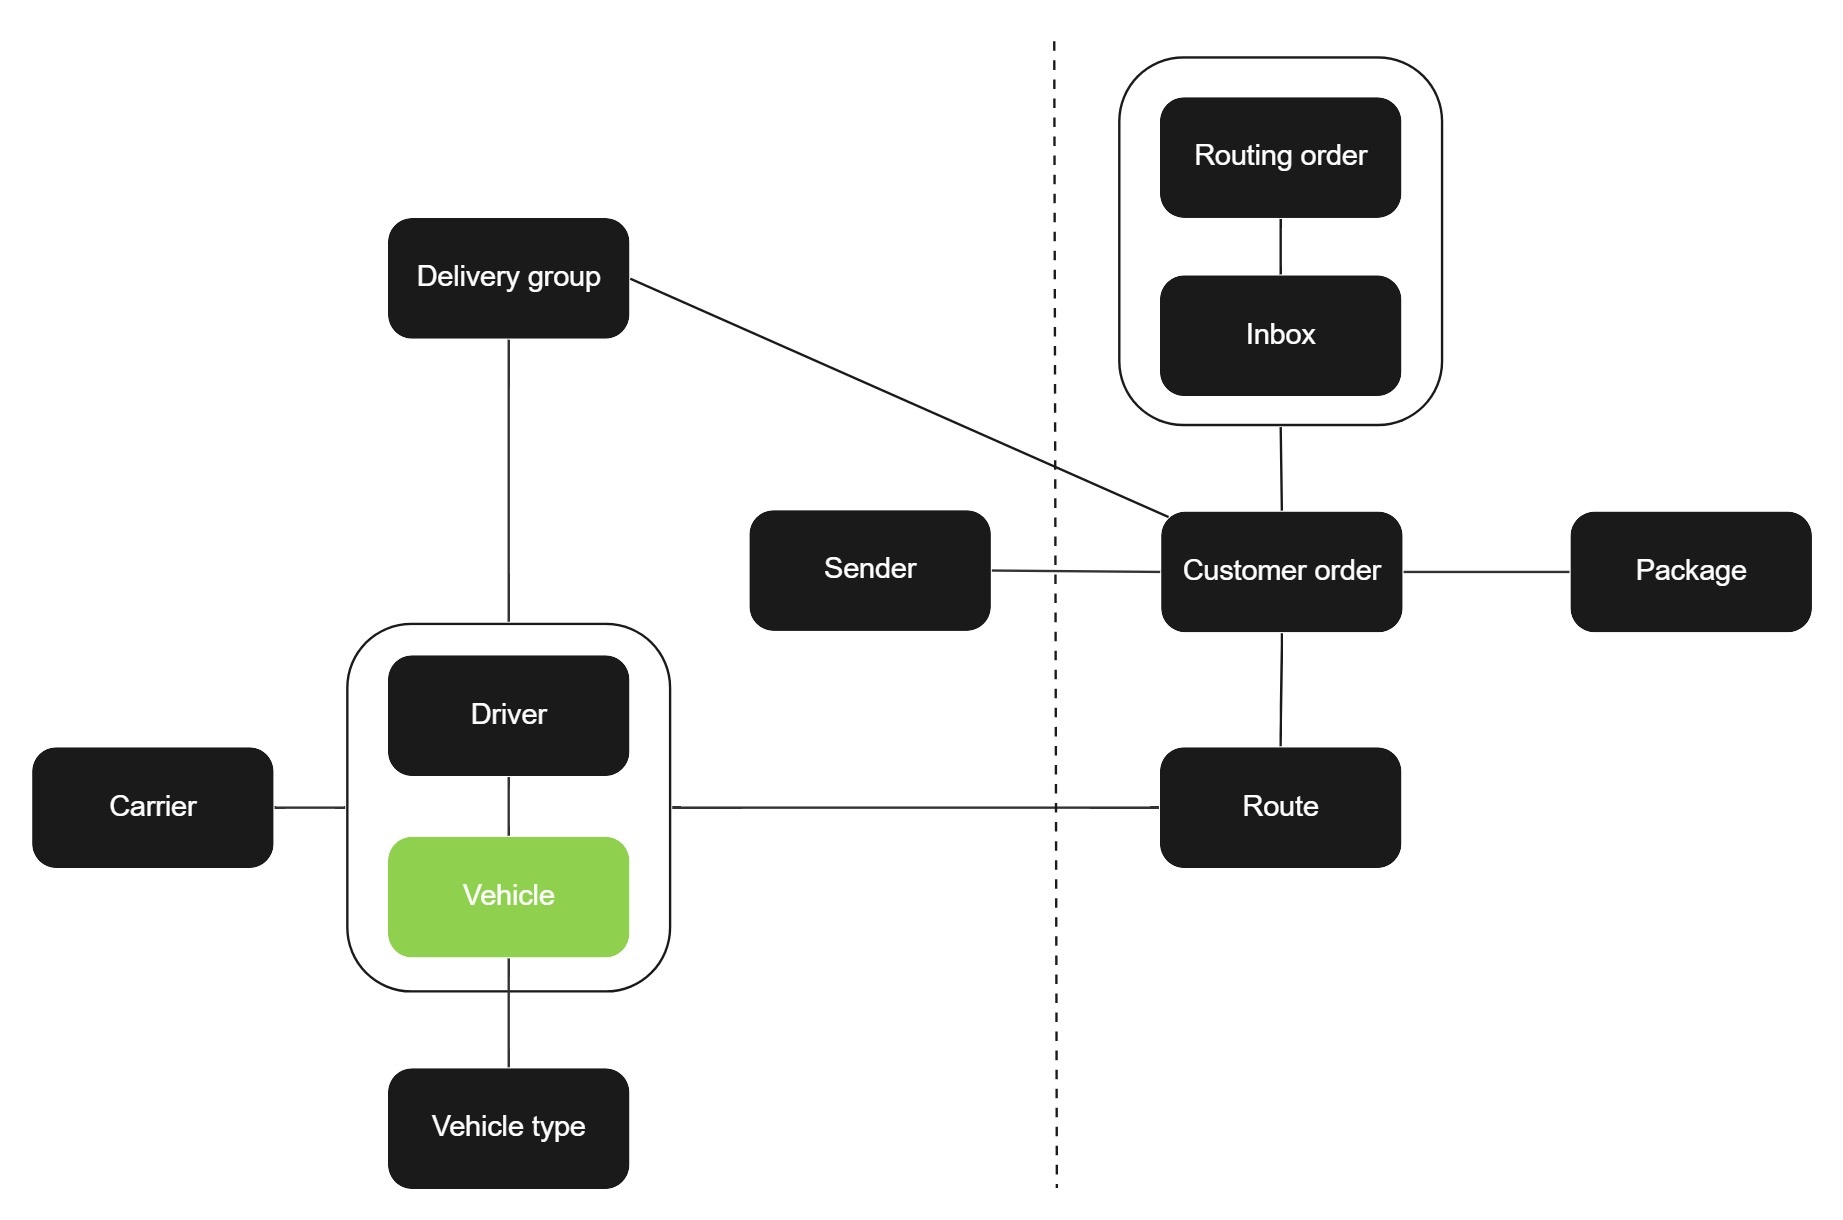 Routing order
Delivery group
Inbox
Sender
Customer order
Package
Driver
Carrier
Route
Vehicle
Vehicle type